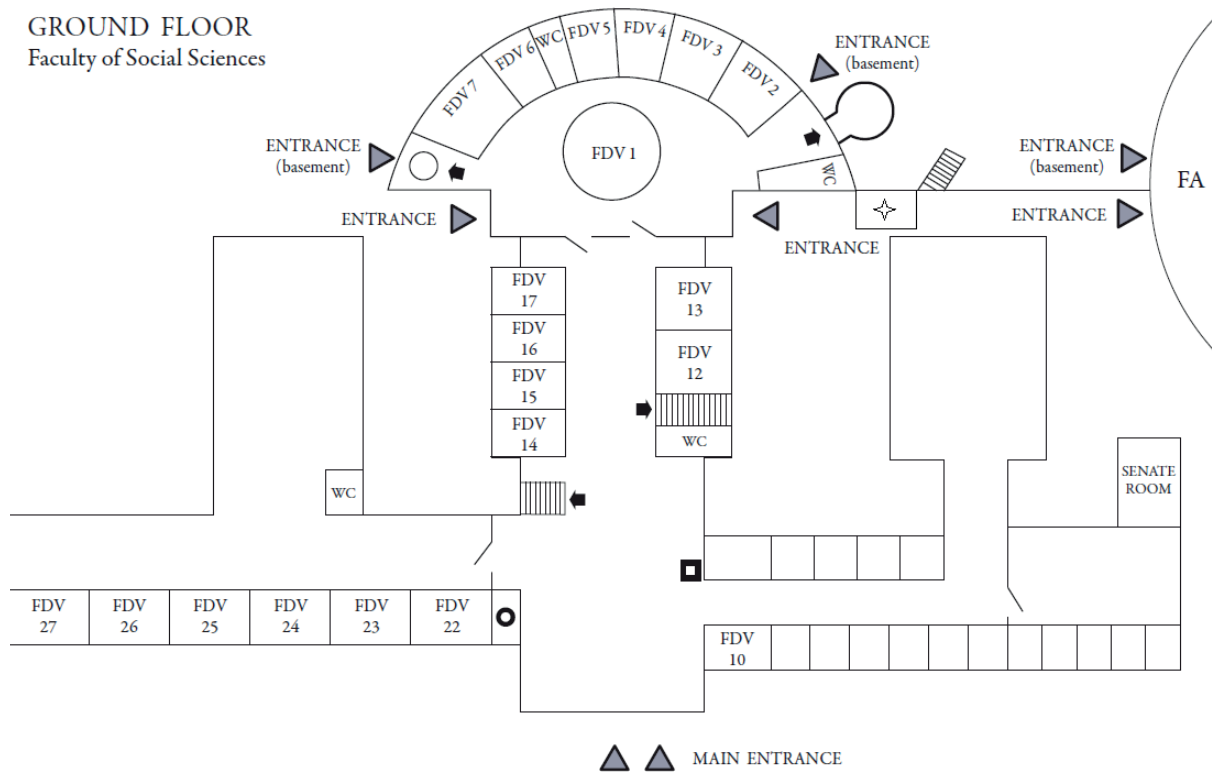 GROUND FLOOR
Faculty of Social Sciences
FDV 7
FDV 6
WC
FDV 5
FDV 4
FDV 3
FDV 2
ENTRANCE
(basement)
ENTRANCE
(basement)
FDV 1
WC
ENTRANCE
(basement)
FA
ENTRANCE
ENTRANCE
ENTRANCE
FDV
17
FDV
13
FDV
16
FDV
12
FDV
15
FDV
14
WC
WC
SENATE
ROOM
FDV
27
FDV
26
FDV
25
FDV
24
FDV
23
FDV
22
FDV
10
MAIN ENTRANCE